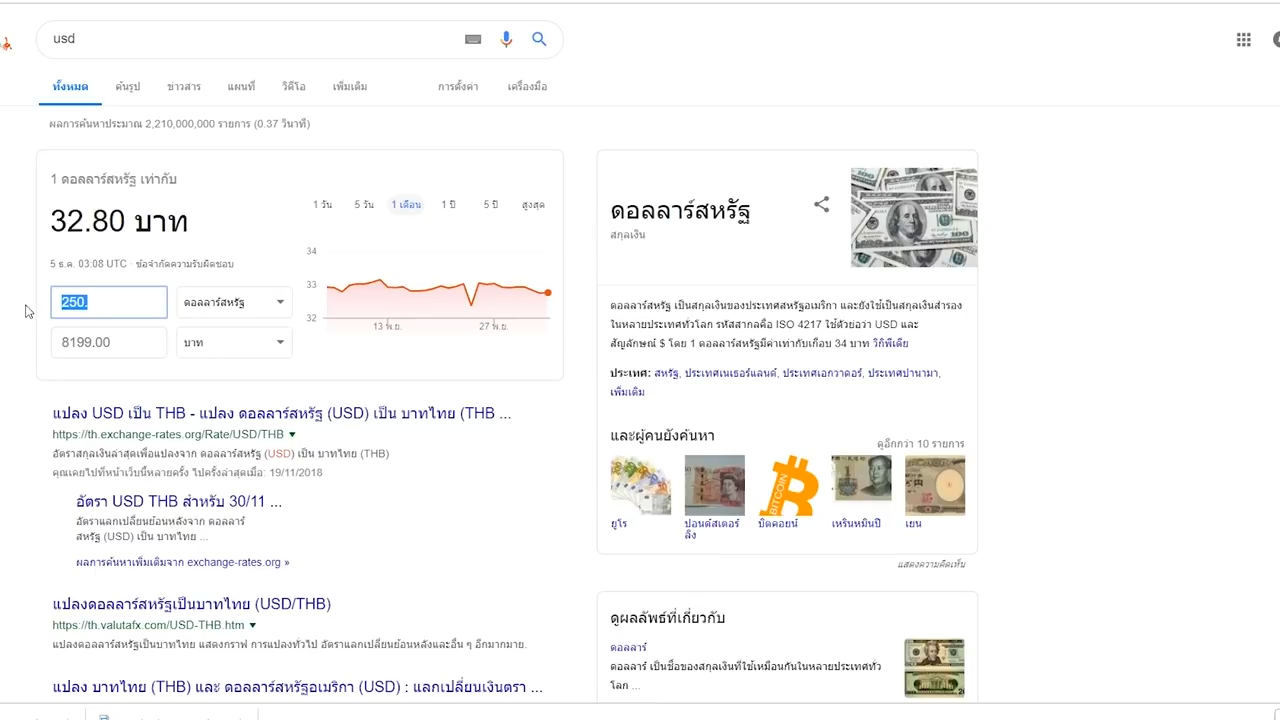 usd
ทั้งหมด ค้นรูป ข่าวสาร แผนที่ วิดีโอ เพิ่มเติม การตั้งค่า เครื่องมือ
ผลการค้นหาประมาณ 2,210,000,000 รายการ (0.37 วินาที)
1 ดอลลาร์สหรัฐ เท่ากับ
32.80 บาท
5 ธ.ค. 03:08 UTC · ข้อจำกัดความรับผิดชอบ
250. ดอลลาร์สหรัฐ
8199.00 บาท
1 วัน 5 วัน 1 เดือน 1 ปี 5 ปี สูงสุด
34
33
32
13 พ.ย. 27 พ.ย.
แปลง USD เป็น THB - แปลง ดอลลาร์สหรัฐ (USD) เป็น บาทไทย (THB ...
https://th.exchange-rates.org/Rate/USD/THB
อัตราสกุลเงินล่าสุดเพื่อแปลงจาก ดอลลาร์สหรัฐ (USD) เป็น บาทไทย (THB)
คุณเคยไปที่หน้าเว็บนี้หลายครั้ง ไปครั้งล่าสุดเมื่อ: 19/11/2018
อัตรา USD THB สำหรับ 30/11 ...
อัตราแลกเปลี่ยนย้อนหลังจาก ดอลลาร์
สหรัฐ (USD) เป็น บาทไทย ...
ผลการค้นหาเพิ่มเติมจาก exchange-rates.org »
แปลงดอลลาร์สหรัฐเป็นบาทไทย (USD/THB)
https://th.valutafx.com/USD-THB.htm
แปลงดอลลาร์สหรัฐเป็นบาทไทย แสดงกราฟ การแปลงทั่วไป อัตราแลกเปลี่ยนย้อนหลังและอื่น ๆ อีกมากมาย.
แปลง บาทไทย (THB) และ ดอลลาร์สหรัฐอเมริกา (USD) : แลกเปลี่ยนเงินตรา ...
ดอลลาร์สหรัฐ
สกุลเงิน
ดอลลาร์สหรัฐ เป็นสกุลเงินของประเทศสหรัฐอเมริกา และยังใช้เป็นสกุลเงินสำรอง
ในหลายประเทศทั่วโลก รหัสสากลคือ ISO 4217 ใช้ตัวย่อว่า USD และ
สัญลักษณ์ $ โดย 1 ดอลลาร์สหรัฐมีค่าเท่ากับเกือบ 34 บาท วิกิพีเดีย
ประเทศ: สหรัฐ, ประเทศเนเธอร์แลนด์, ประเทศเอกวาดอร์, ประเทศปานามา,
เพิ่มเติม
และผู้คนยังค้นหา
ดูอีกกว่า 10 รายการ
BITCOIN
ยูโร ปอนด์สเตอร์ บิตคอยน์ เหรินหมินปี้ เยน
ลิง
แสดงความคิดเห็น
ดูผลลัพธ์ที่เกี่ยวกับ
ดอลลาร์
ดอลลาร์ เป็นชื่อของสกุลเงินที่ใช้เหมือนกันในหลายประเทศทั่ว
โลก ...